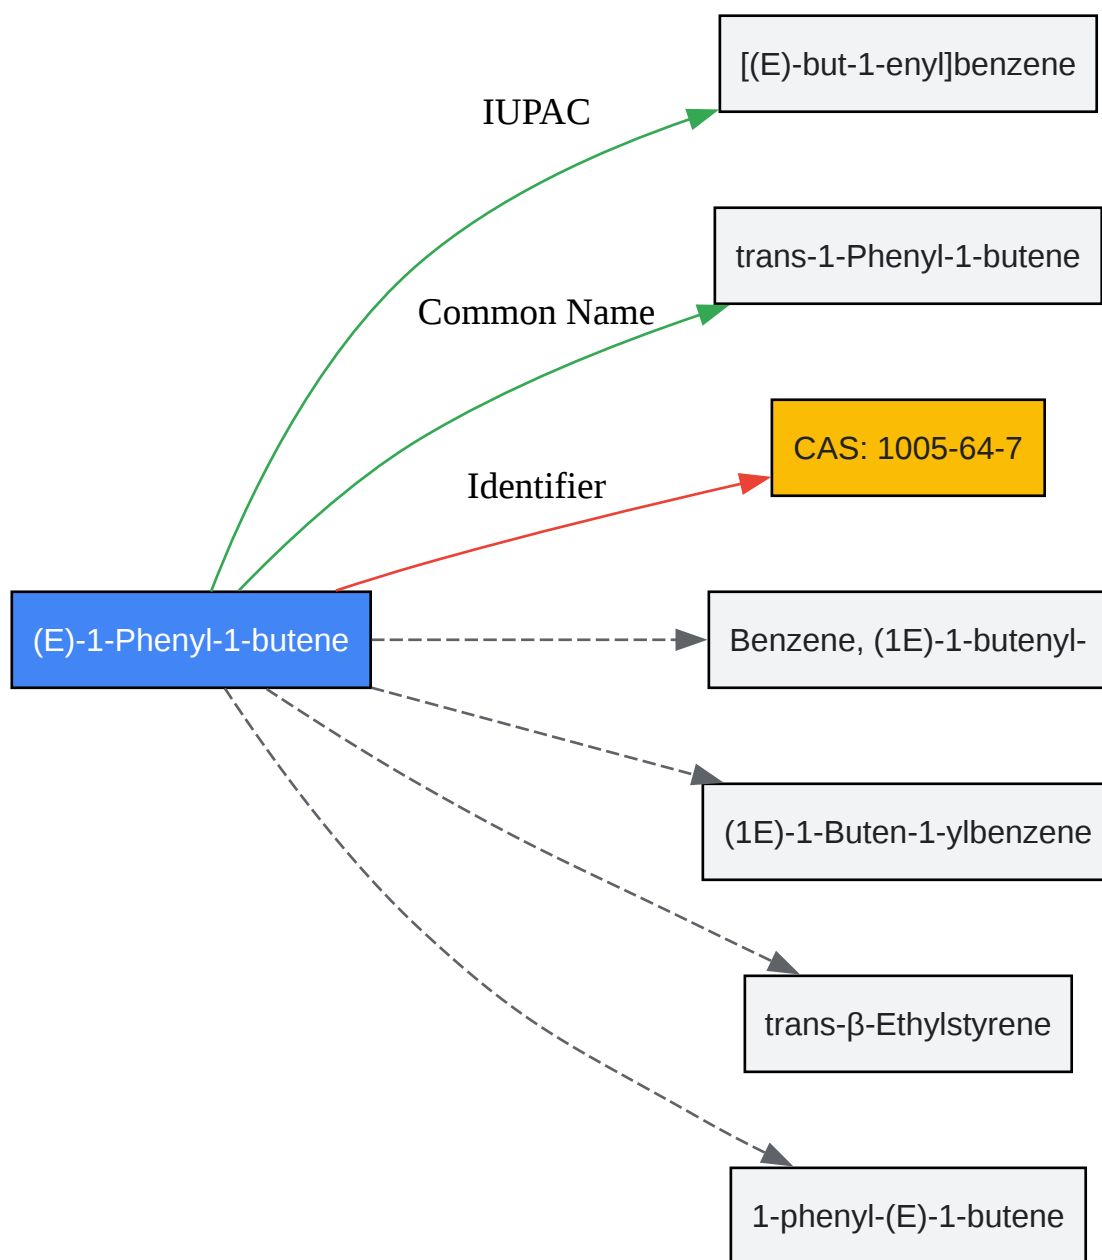 [(E)-but-1-enyl]benzene
IUPAC
trans-1-Phenyl-1-butene
Common Name
CAS: 1005-64-7
Identifier
(E)-1-Phenyl-1-butene
Benzene, (1E)-1-butenyl-
(1E)-1-Buten-1-ylbenzene
trans-β-Ethylstyrene
1-phenyl-(E)-1-butene